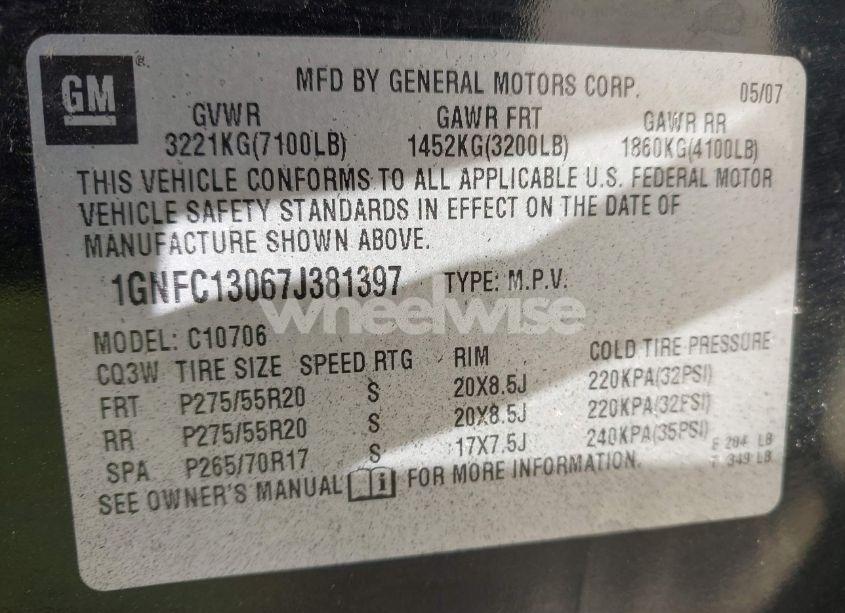 GM ®
MFD BY GENERAL MOTORS CORP. 05/07
GVWR GAWR FRT GAWR RR
3221KG(7100LB) 1452KG(3200LB) 1860KG(4100LB)
THIS VEHICLE CONFORMS TO ALL APPLICABLE U.S. FEDERAL MOTOR
VEHICLE SAFETY STANDARDS IN EFFECT ON THE DATE OF
MANUFACTURE SHOWN ABOVE.
1GNFC13067J381397 TYPE: M.P.V.
wheelwise
MODEL: C10706
CQ3W TIRE SIZE SPEED RTG RIM COLD TIRE PRESSURE
FRT P275/55R20 S 20X8.5J 220KPA(32PSI)
RR P275/55R20 S 20X8.5J 220KPA(32PSI)
SPA P265/70R17 S 17X7.5J 240KPA(35PSI)
SEE OWNER'S MANUAL i FOR MORE INFORMATION.
204 LB
349 LB